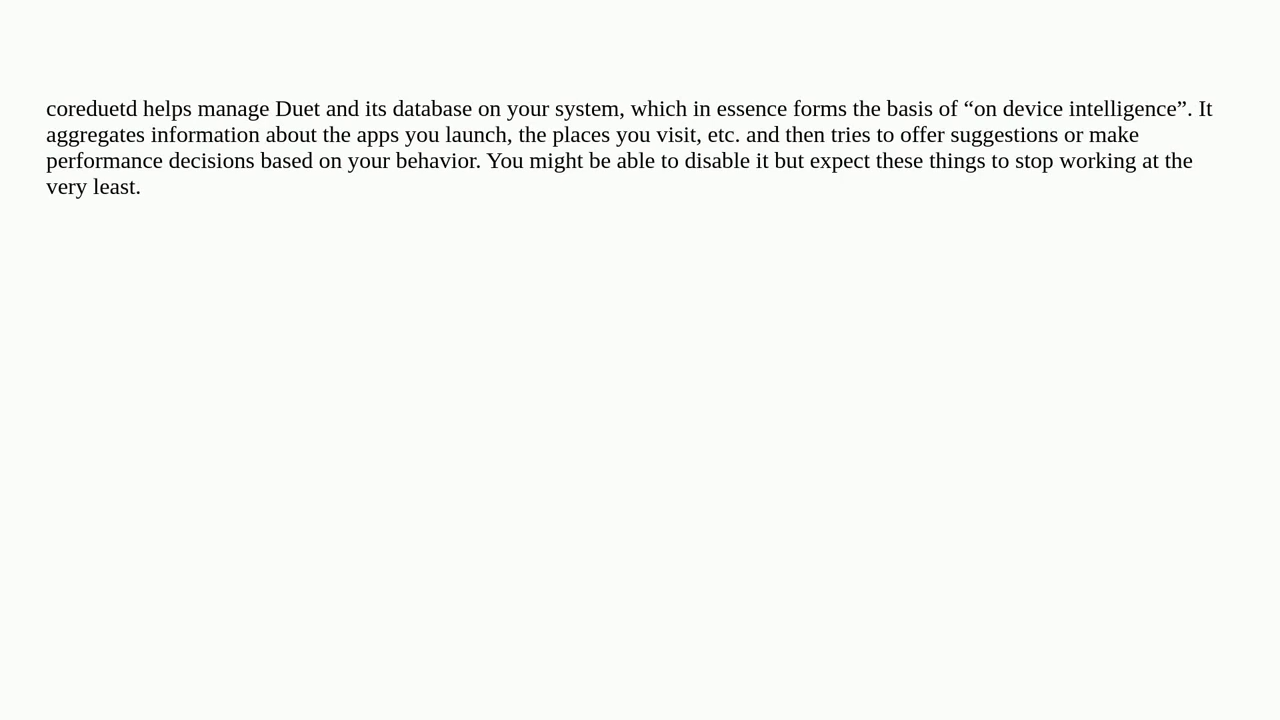 coreduetd helps manage Duet and its database on your system, which in essence forms the basis of “on device intelligence”. It
aggregates information about the apps you launch, the places you visit, etc. and then tries to offer suggestions or make
performance decisions based on your behavior. You might be able to disable it but expect these things to stop working at the
very least.